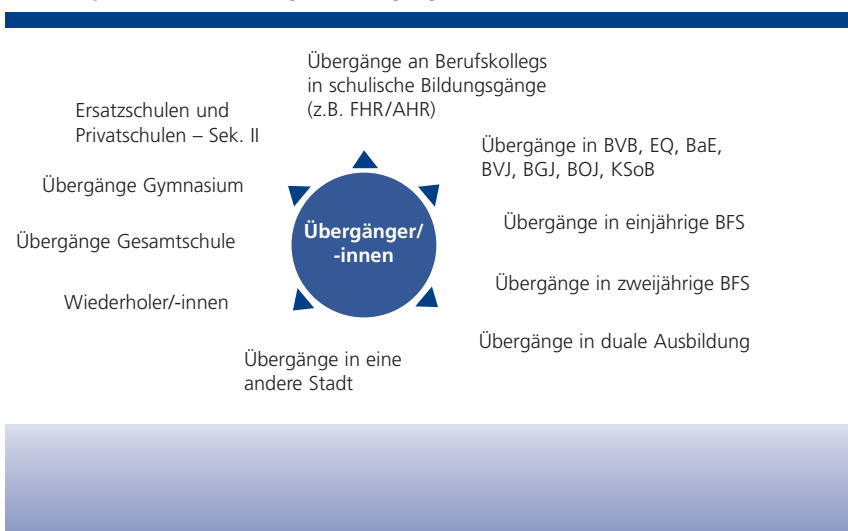 Übergänge an Berufskollegs
in schulische Bildungsgänge
(z.B. FHR/AHR)
Ersatzschulen und
Privatschulen – Sek. II
Übergänge in BVB, EQ, BaE,
BVJ, BGJ, BOJ, KSoB
Übergänge Gymnasium
Übergänge in einjährige BFS
Übergänger/
-innen
Übergänge Gesamtschule
Übergänge in zweijährige BFS
Wiederholer/-innen
Übergänge in duale Ausbildung
Übergänge in eine
andere Stadt